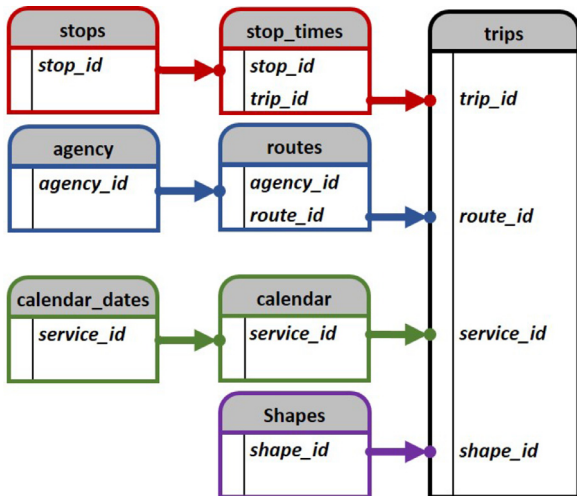 stops
stop_id
stop_times
stop_id
trip_id
trips
trip_id
route_id
service_id
shape_id
agency
agency_id
routes
agency_id
route_id
calendar_dates
service_id
calendar
service_id
Shapes
shape_id